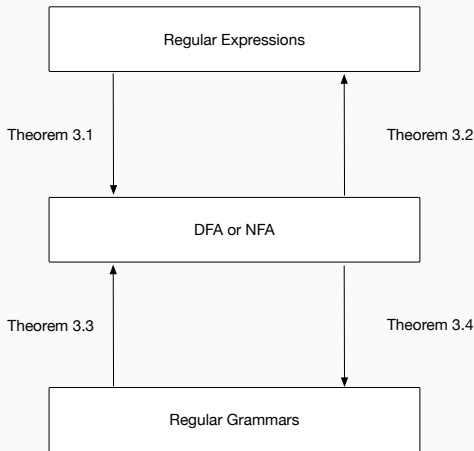 Regular Expressions
Theorem 3.1
Theorem 3.2
DFA or NFA
Theorem 3.3
Theorem 3.4
Regular Grammars